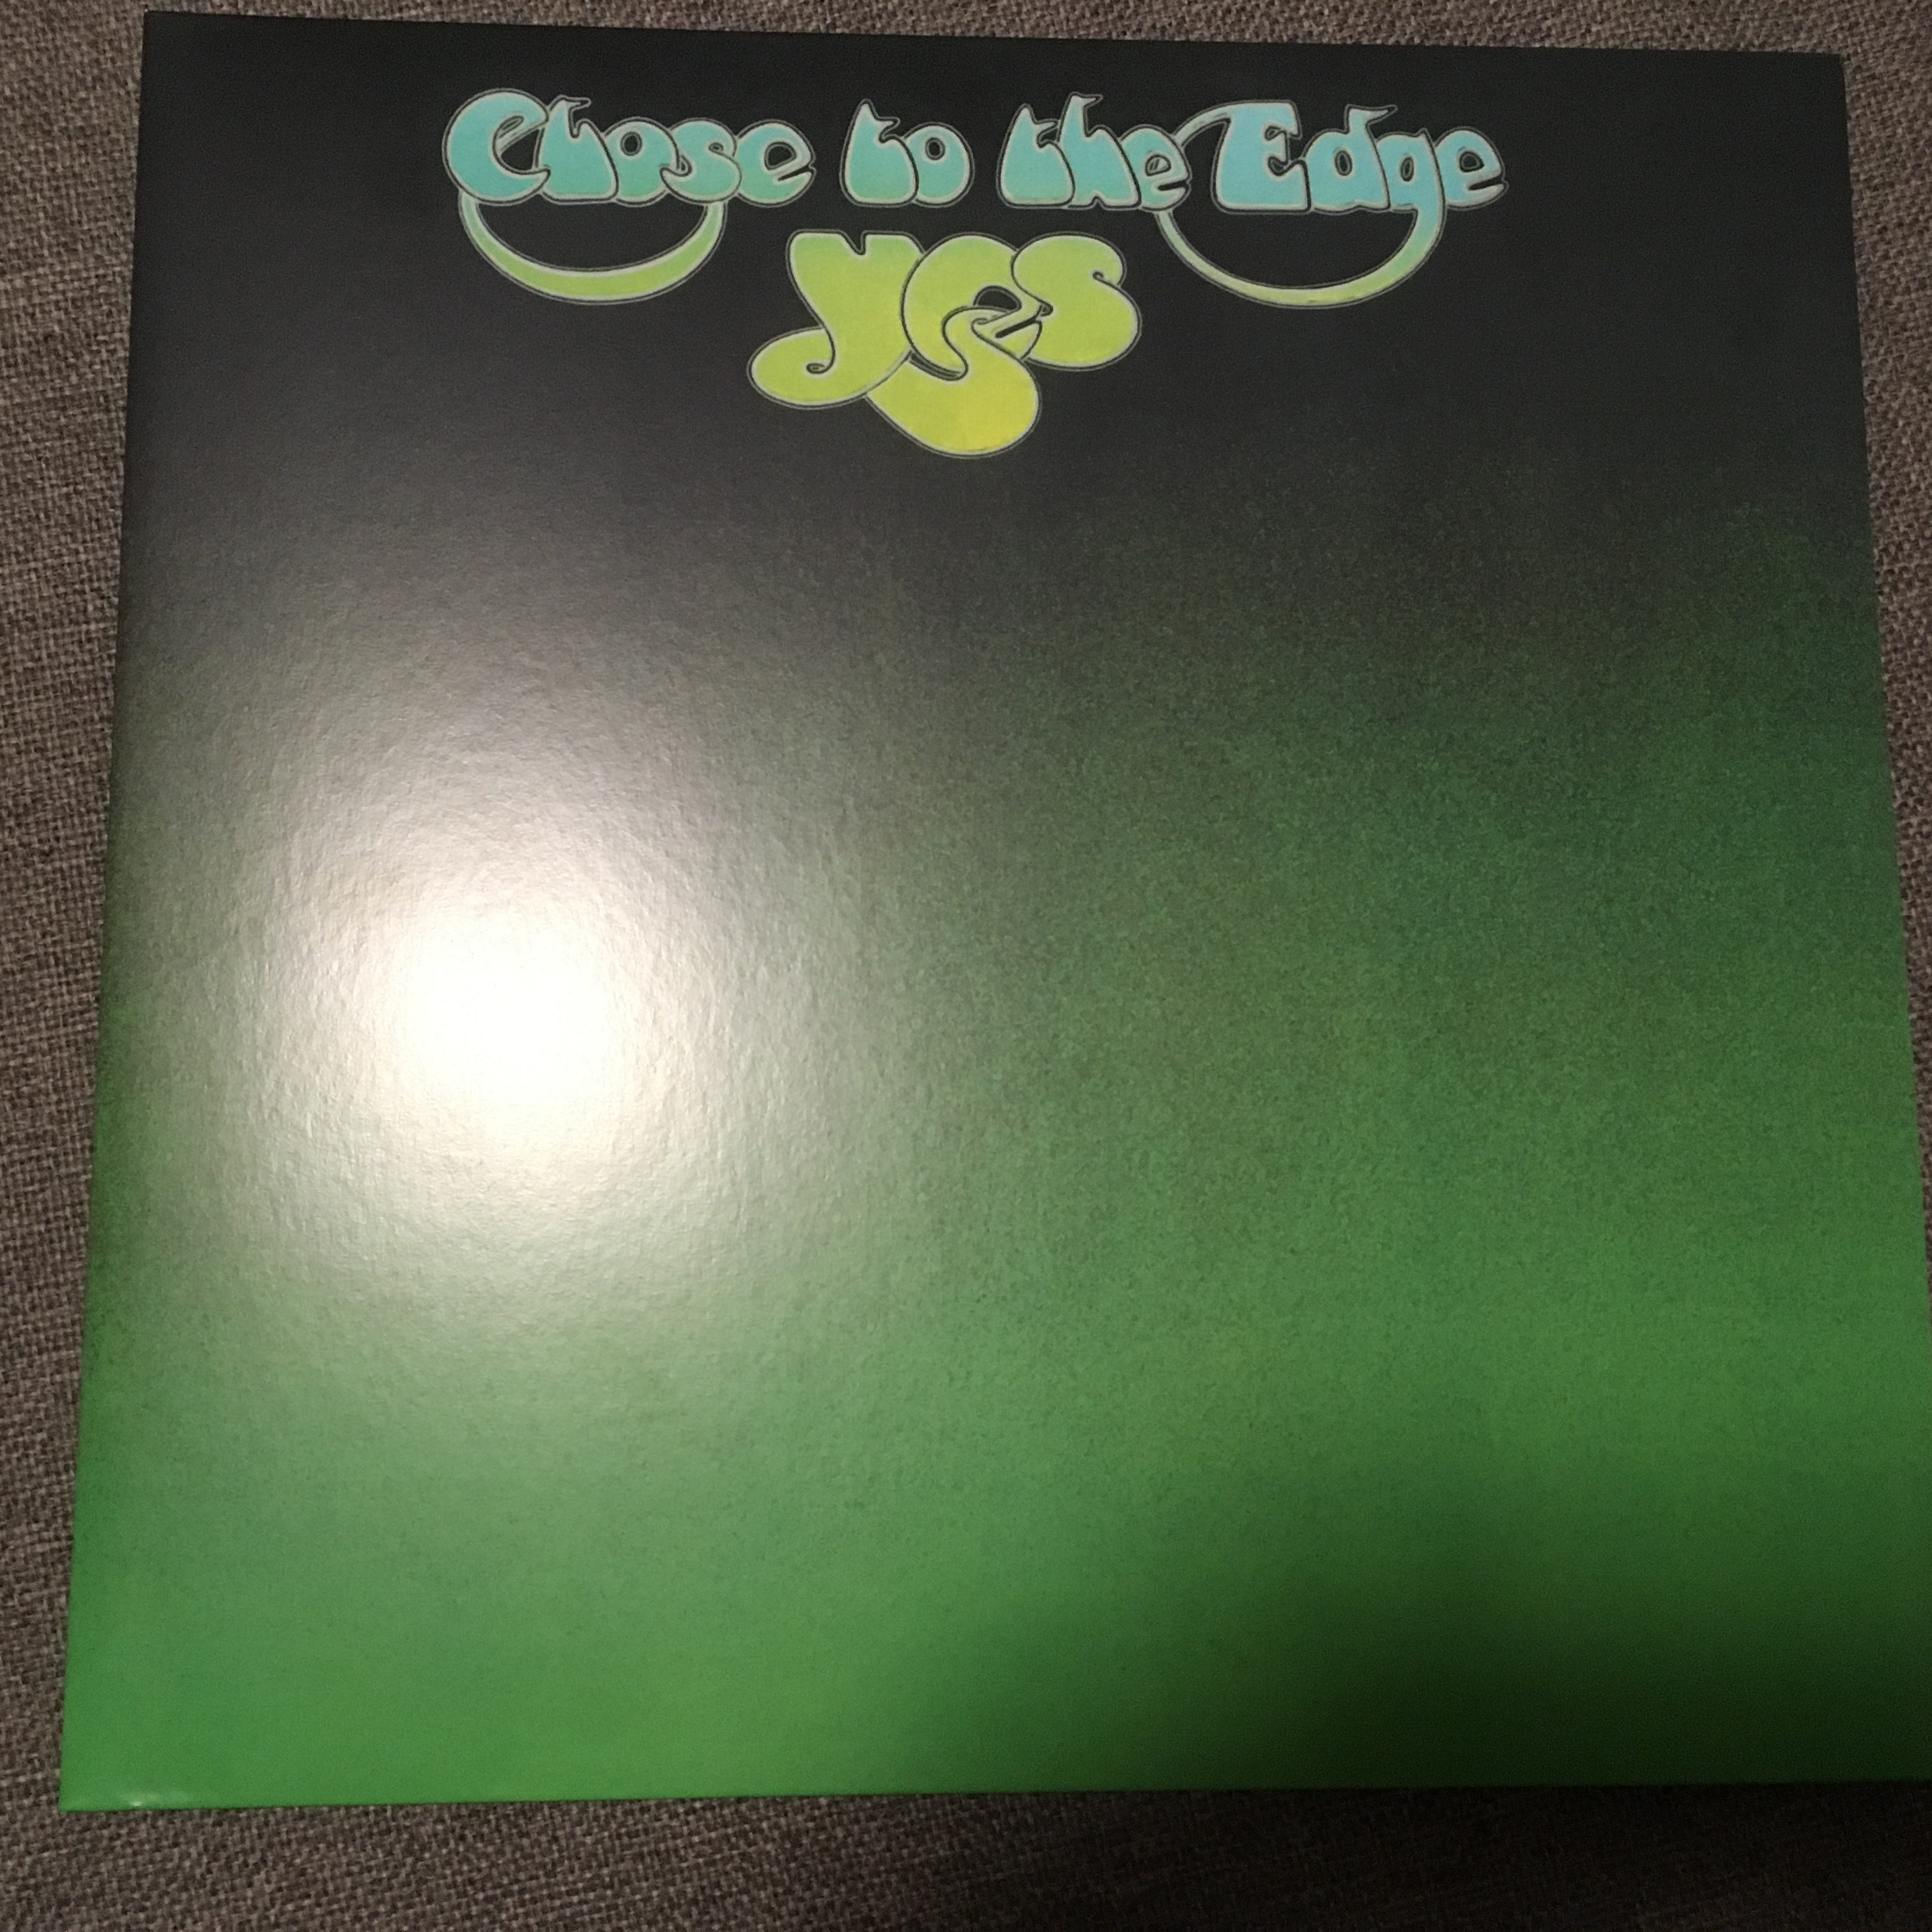 Close to the Edge
Yes